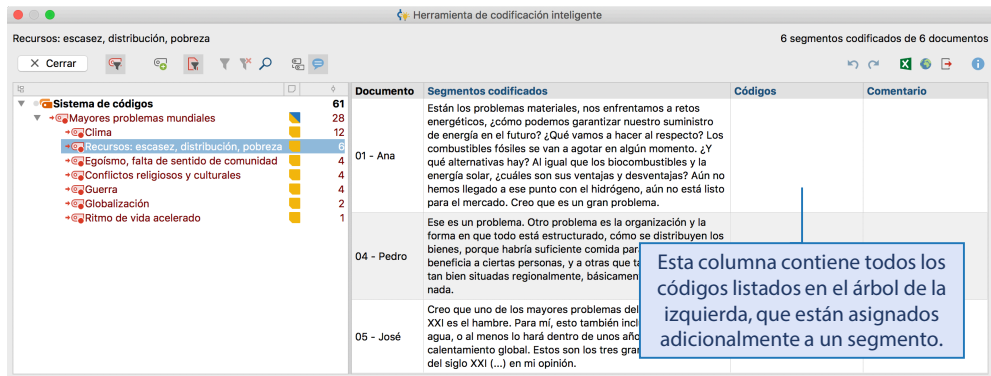 Herramienta de codificación inteligente
Recursos: escasez, distribución, pobreza
6 segmentos codificados de 6 documentos
Cerrar
Sistema de códigos 61
Mayores problemas mundiales 28
Clima 12
Recursos: escasez, distribución, pobreza 6
Egoísmo, falta de sentido de comunidad 4
Conflictos religiosos y culturales 4
Guerra 4
Globalización 2
Ritmo de vida acelerado 1
Documento Segmentos codificados Códigos Comentario
01 - Ana
Están los problemas materiales, nos enfrentamos a retos
energéticos, ¿cómo podemos garantizar nuestro suministro
de energía en el futuro? ¿Qué vamos a hacer al respecto? Los
combustibles fósiles se van a agotar en algún momento. ¿Y
qué alternativas hay? Al igual que los biocombustibles y la
energía solar, ¿cuáles son sus ventajas y desventajas? Aún no
hemos llegado a ese punto con el hidrógeno, aún no está listo
para el mercado. Creo que es un gran problema.
04 - Pedro
Ese es un problema. Otro problema es la organización y la
forma en que todo está estructurado, cómo se distribuyen los
bienes, porque habría suficiente comida par
beneficia a ciertas personas, y a otras que ta
tan bien situadas regionalmente, básicamen
nada.
05 - José
Creo que uno de los mayores problemas del
XXI es el hambre. Para mí, esto también incl
agua, o al menos lo hará dentro de unos año
calentamiento global. Estos son los tres gra
del siglo XXI (...) en mi opinión.
Esta columna contiene todos los
códigos listados en el árbol de la
izquierda, que están asignados
adicionalmente a un segmento.